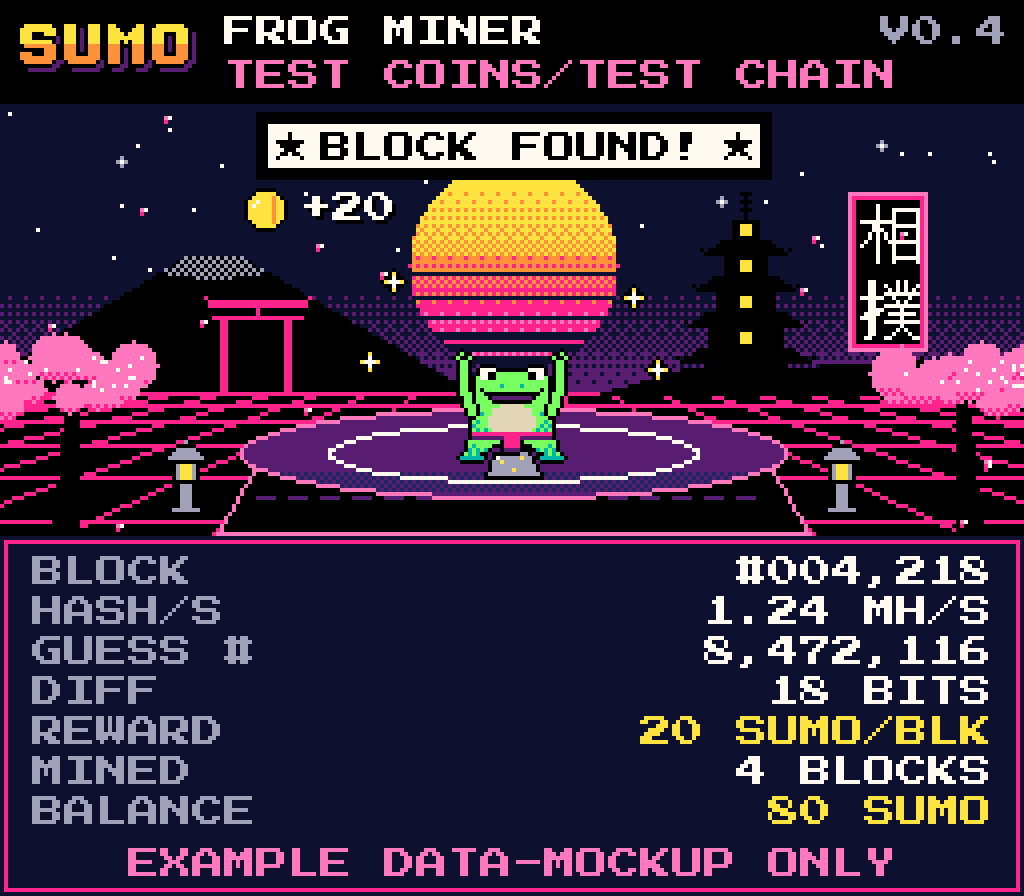 SUMO FROG MINER V0.4
TEST COINS/TEST CHAIN
★BLOCK FOUND! ★
+20
相
撲
BLOCK #004,218
HASH/S 1.24 MH/S
GUESS # 8,472,116
DIFF 18 BITS
REWARD 20 SUMO/BLK
MINED 4 BLOCKS
BALANCE 80 SUMO
EXAMPLE DATA-MOCKUP ONLY